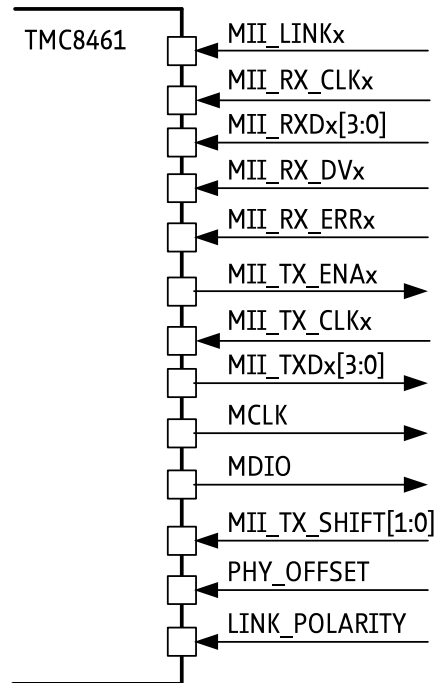 TMC8461
MII_LINKx
MII_RX_CLKx
MII_RXDx[3:0]
MII_RX_DVx
MII_RX_ERRx
MII_TX_ENAx
MII_TX_CLKx
MII_TXDx[3:0]
MCLK
MDIO
MII_TX_SHIFT[1:0]
PHY_OFFSET
LINK_POLARITY